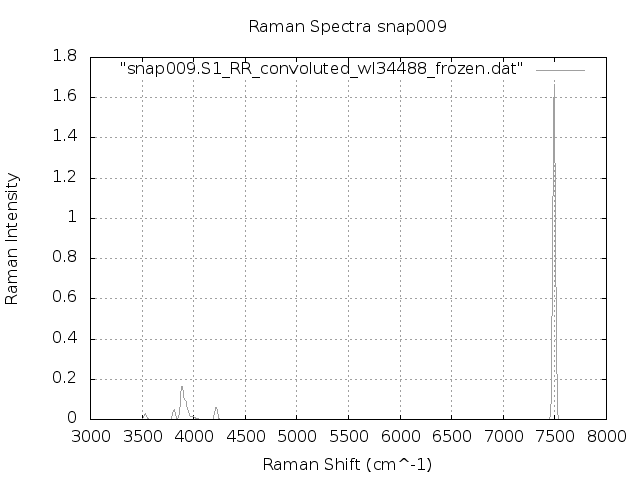 Raman Spectra snap009
"snap009.S1_RR_convoluted_wl34488_frozen.dat"
1.8
1.6
1.4
1.2
1
0.8
0.6
0.4
0.2
0
Raman Intensity
3000 3500 4000 4500 5000 5500 6000 6500 7000 7500 8000
Raman Shift (cm^-1)